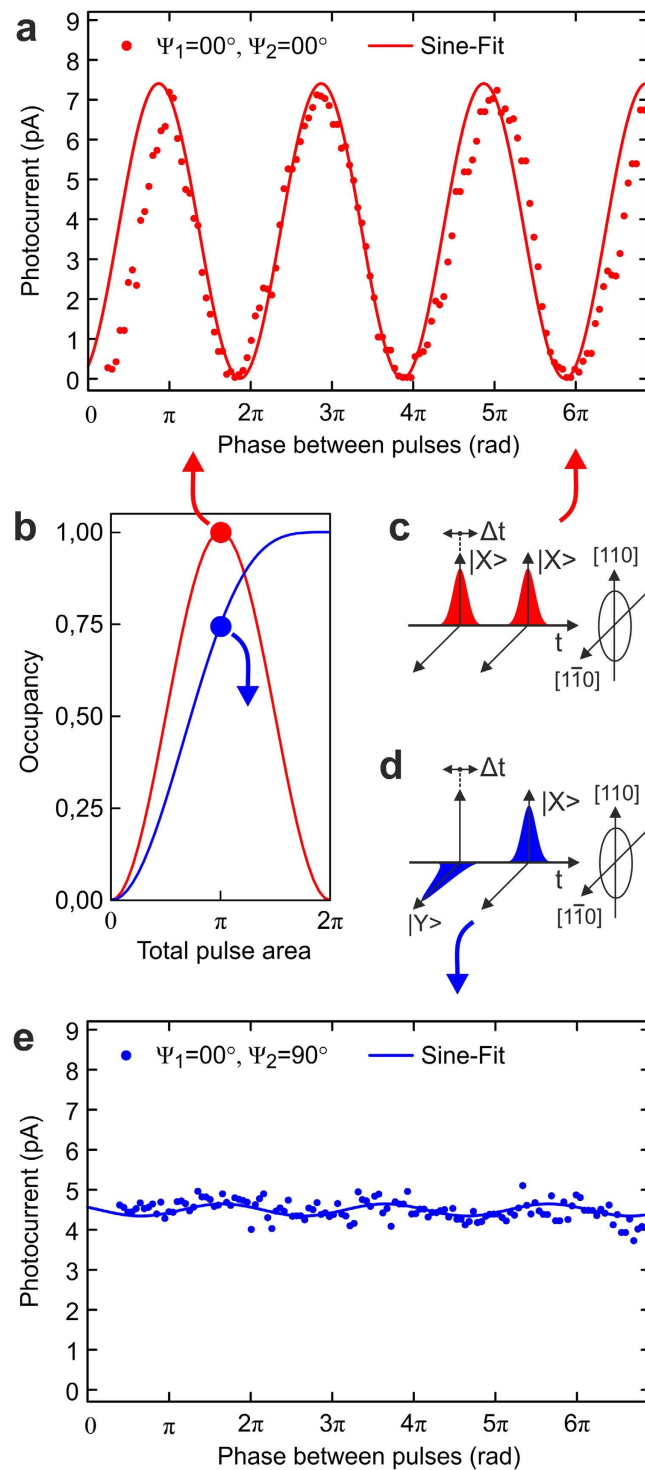 a
Ψ₁=00°, Ψ₂=00° Sine-Fit
9
8
7
6
5
4
3
2
1
0
Photocurrent (pA)
0 π 2π 3π 4π 5π 6π
Phase between pulses (rad)
b
1,00
0,75
0,50
0,25
0,00
Occupancy
0 π 2π
Total pulse area
c
Δt
|X> |X>
t
[110]
[11̅0]
d
Δt
|X>
|Y>
t
[110]
[11̅0]
e
Ψ₁=00°, Ψ₂=90° Sine-Fit
9
8
7
6
5
4
3
2
1
0
Photocurrent (pA)
0 π 2π 3π 4π 5π 6π
Phase between pulses (rad)